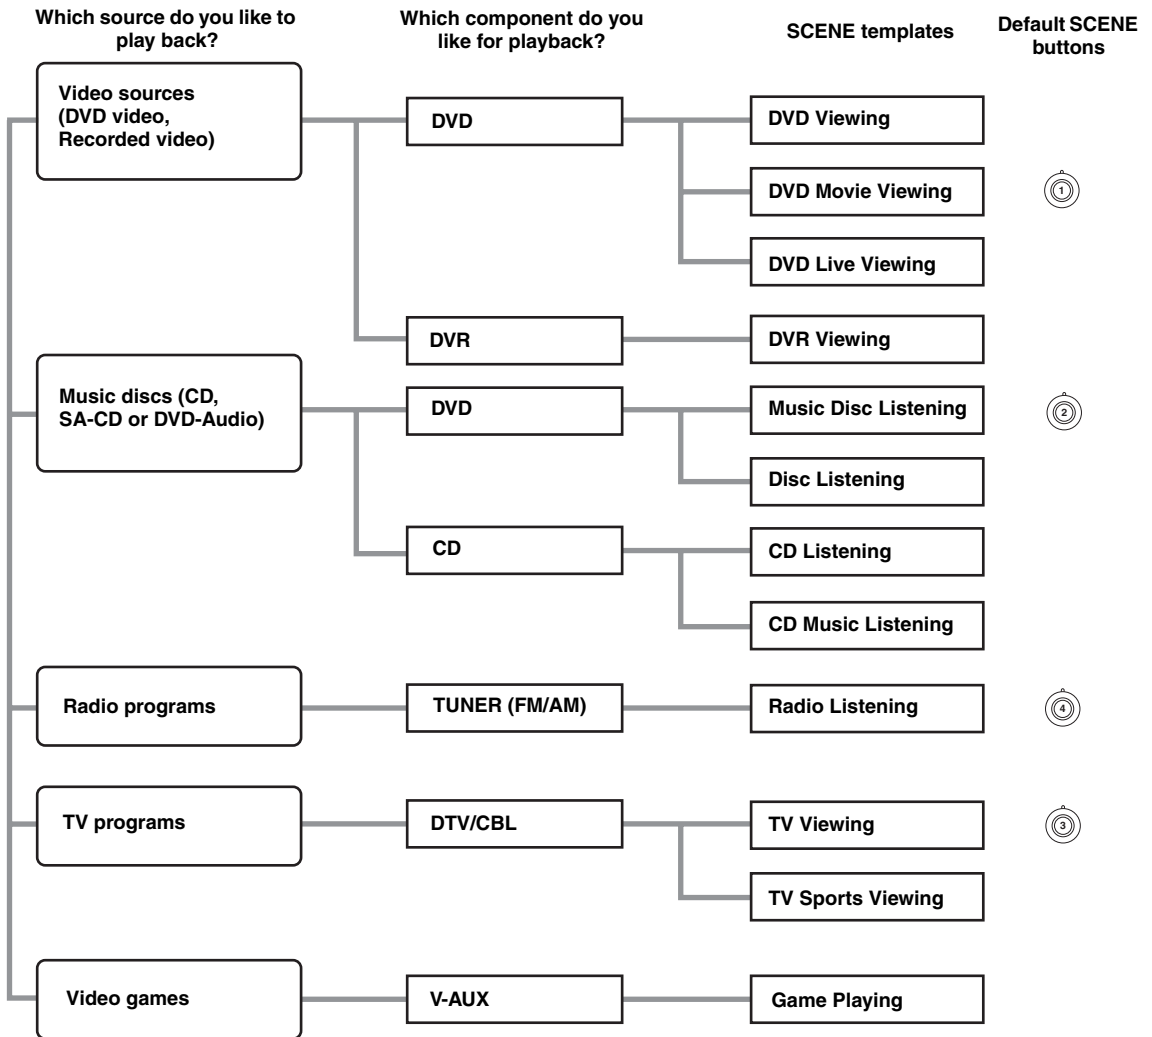 Which source do you like to
play back?
Which component do you
like for playback?
SCENE templates
Default SCENE
buttons
Video sources
(DVD video,
Recorded video)
DVD
DVD Viewing
DVD Movie Viewing
1
DVD Live Viewing
DVR
DVR Viewing
Music discs (CD,
SA-CD or DVD-Audio)
DVD
Music Disc Listening
2
Disc Listening
CD
CD Listening
CD Music Listening
Radio programs
TUNER (FM/AM)
Radio Listening
4
TV programs
DTV/CBL
TV Viewing
3
TV Sports Viewing
Video games
V-AUX
Game Playing